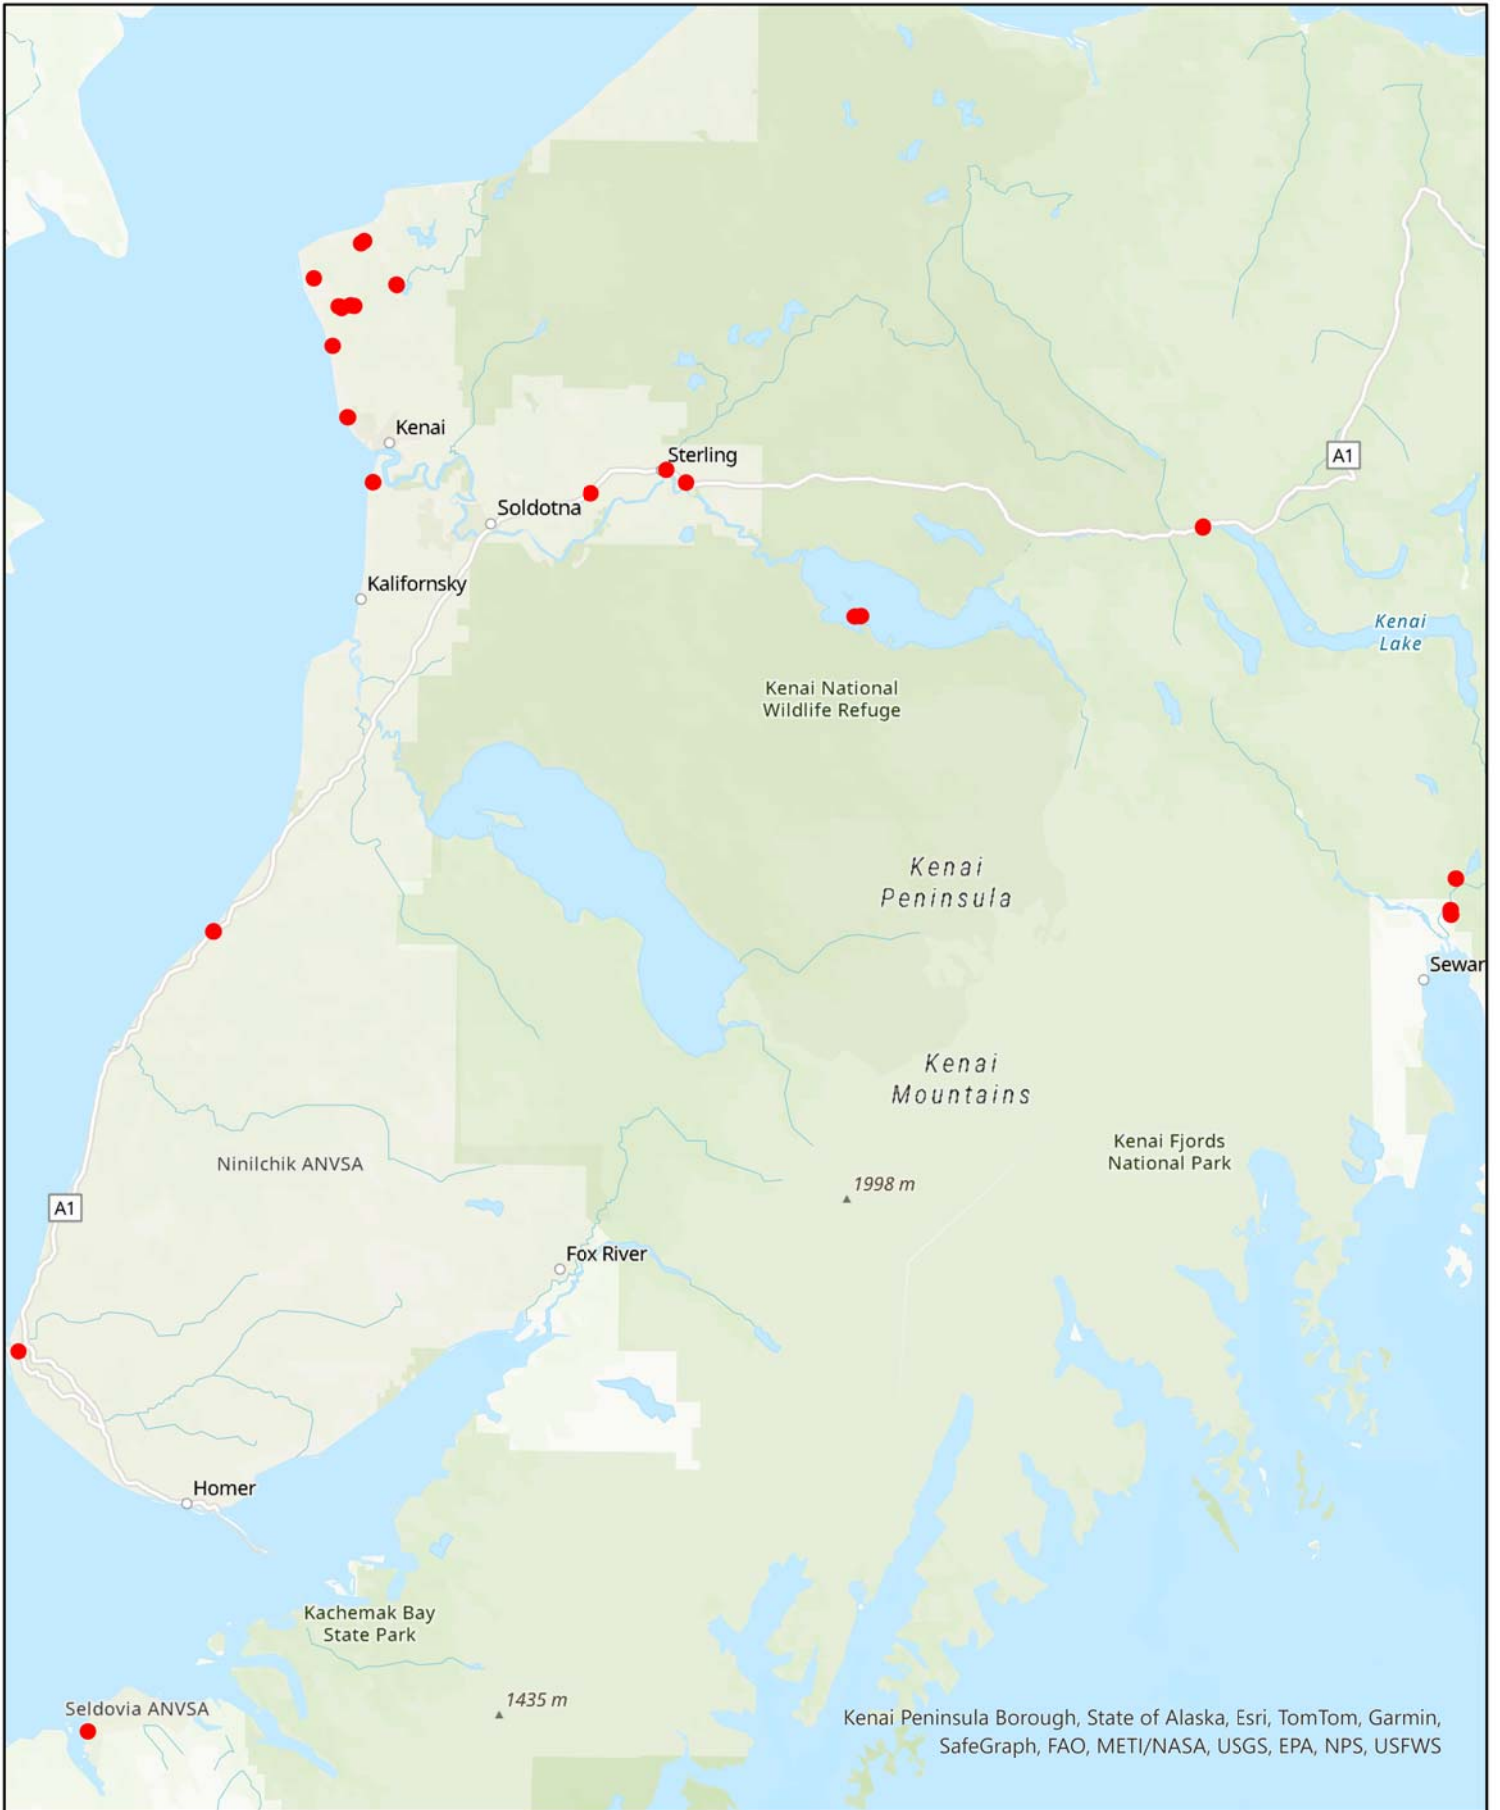 Kenai
Sterling
A1
Soldotna
Kalifornsky
Kenai
Lake
Kenai National
Wildlife Refuge
Kenai
Peninsula
Sewar
Kenai
Mountains
Kenai Fjords
National Park
Ninilchik ANVSA
1998 m
A1
Fox River
Homer
Kachemak Bay
State Park
1435 m
Seldovia ANVSA
Kenai Peninsula Borough, State of Alaska, Esri, TomTom, Garmin,
SafeGraph, FAO, METI/NASA, USGS, EPA, NPS, USFWS